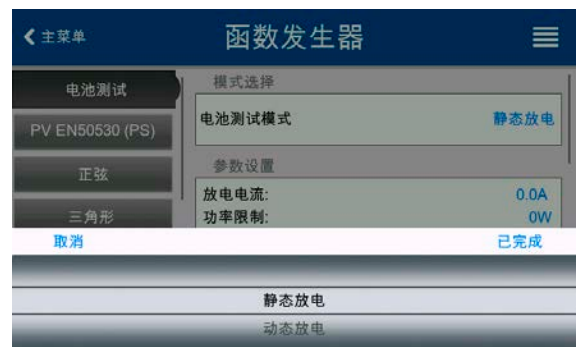 主菜单 函数发生器
电池测试
PV EN50530 (PS)
正弦
三角形
模式选择
电池测试模式 静态放电
参数设置
放电电流: 0.0A
功率限制: 0W
取消 已完成
静态放电
动态放电